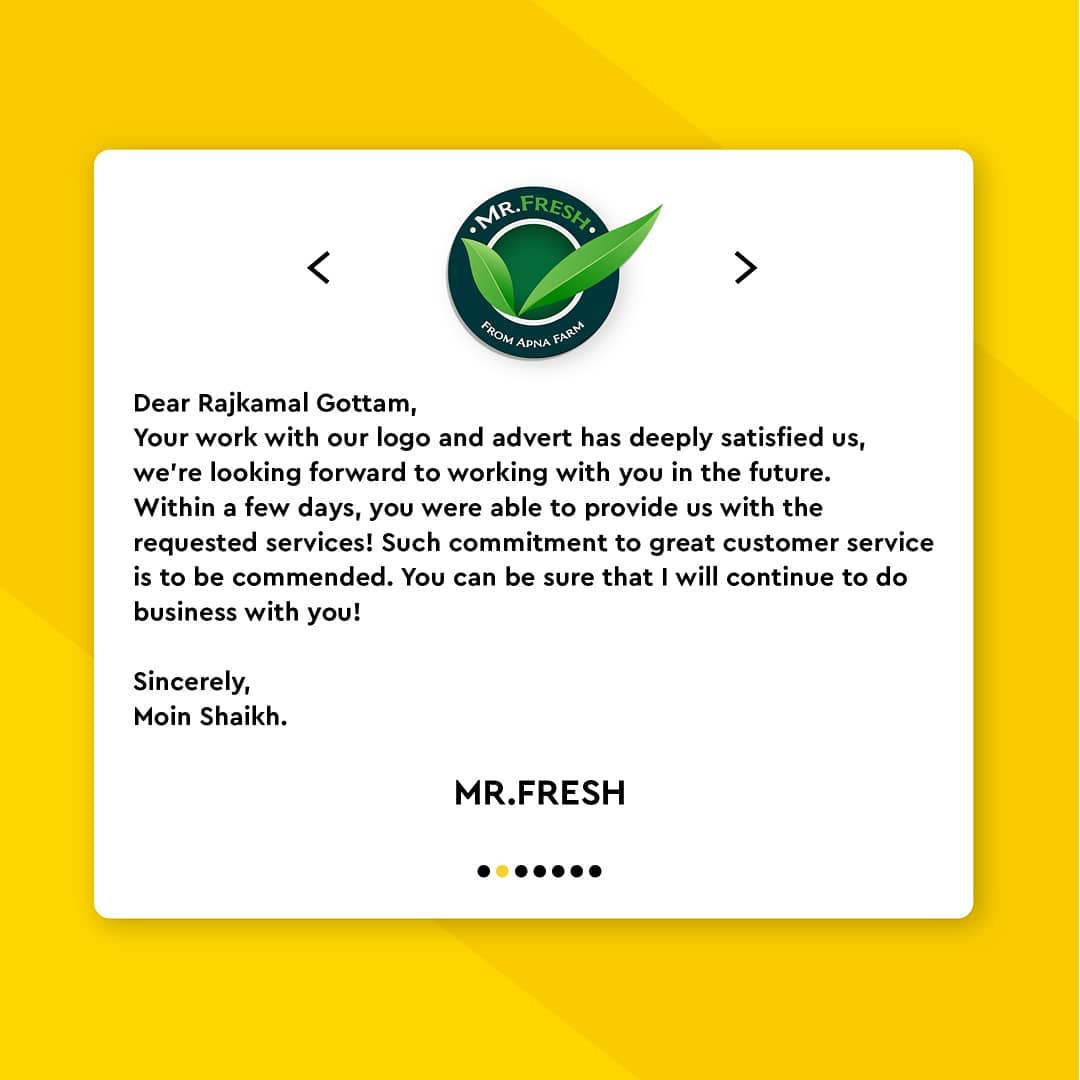 MR.FRESH
FROM APNA FARM
Dear Rajkamal Gottam,
Your work with our logo and advert has deeply satisfied us,
we're looking forward to working with you in the future.
Within a few days, you were able to provide us with the
requested services! Such commitment to great customer service
is to be commended. You can be sure that I will continue to do
business with you!
Sincerely,
Moin Shaikh.
MR.FRESH